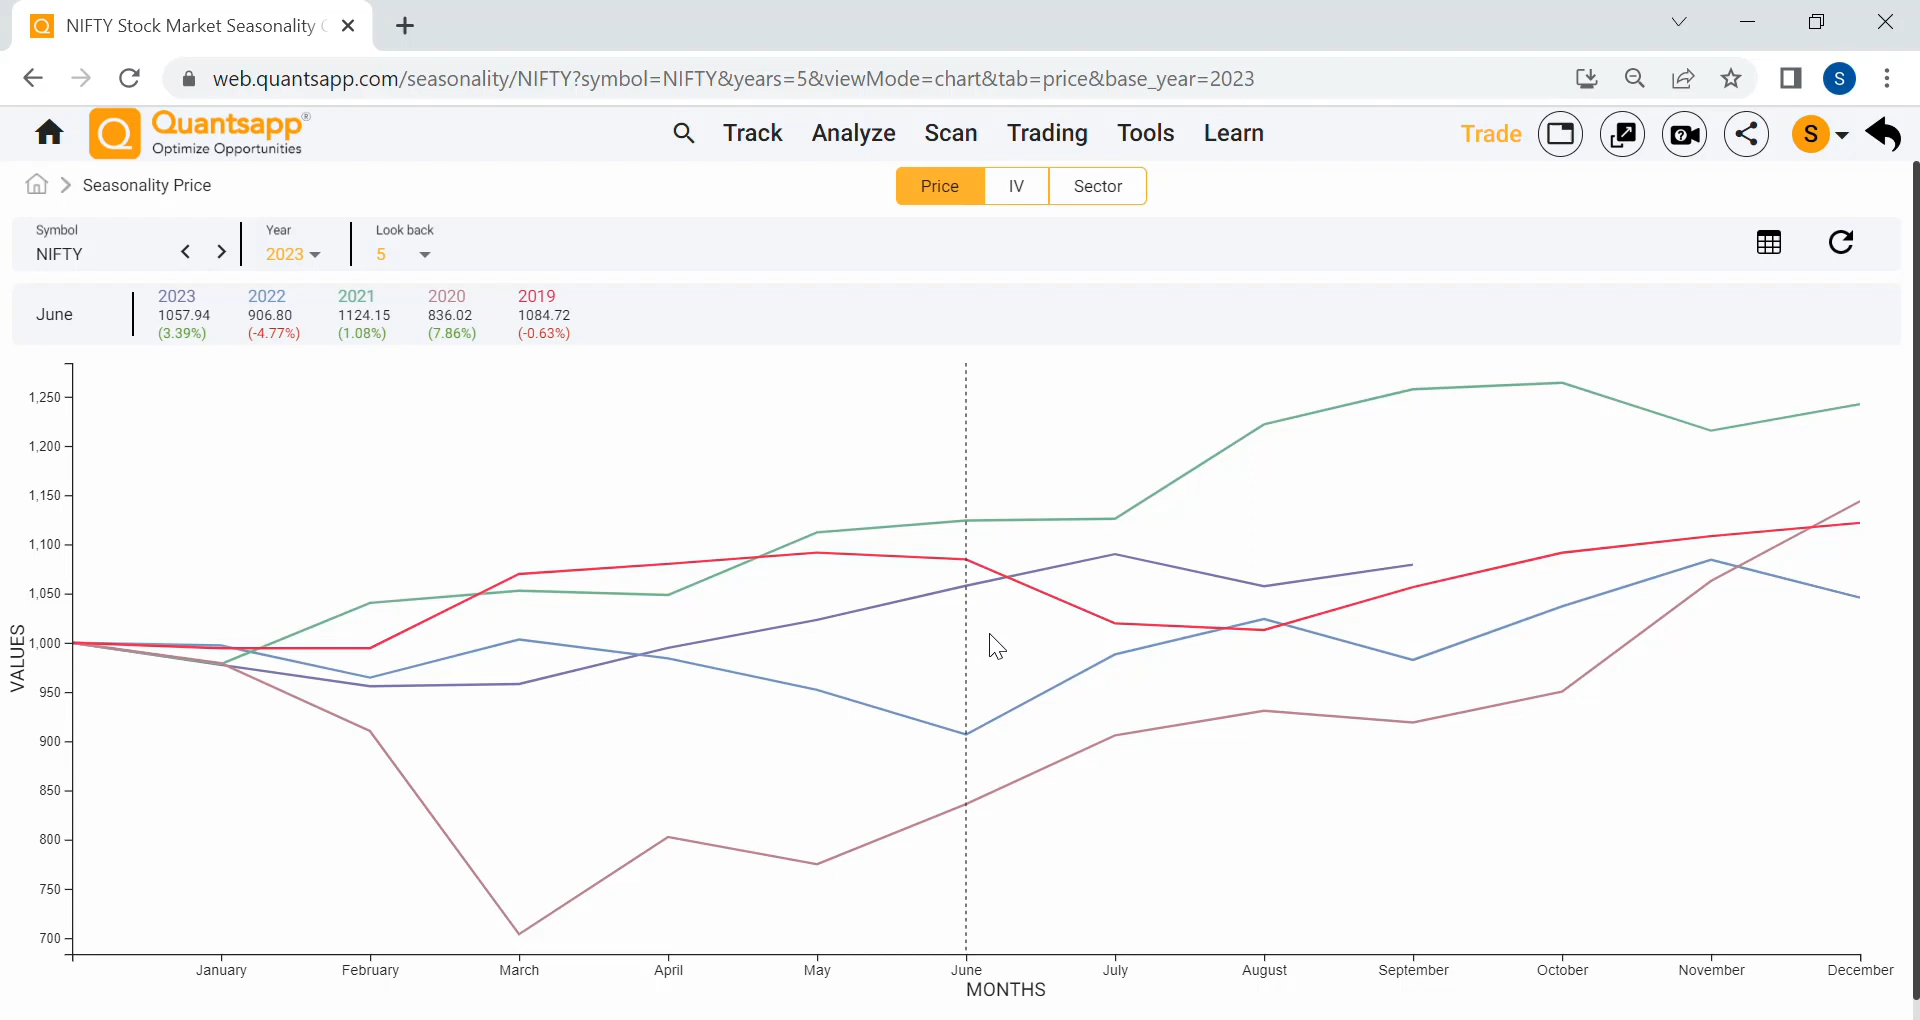 NIFTY Stock Market Seasonality
web.quantsapp.com/seasonality/NIFTY?symbol=NIFTY&years=5&viewMode=chart&tab=price&base_year=2023
S
Quantsapp®
Optimize Opportunities
Track Analyze Scan Trading Tools Learn
Trade
S
Seasonality Price
Price IV Sector
Symbol Year Look back
NIFTY 2023 5
June
2023 2022 2021 2020 2019
1057.94 906.80 1124.15 836.02 1084.72
(3.39%) (-4.77%) (1.08%) (7.86%) (-0.63%)
VALUES
1,250
1,200
1,150
1,100
1,050
1,000
950
900
850
800
750
700
January February March April May June July August September October November December
MONTHS